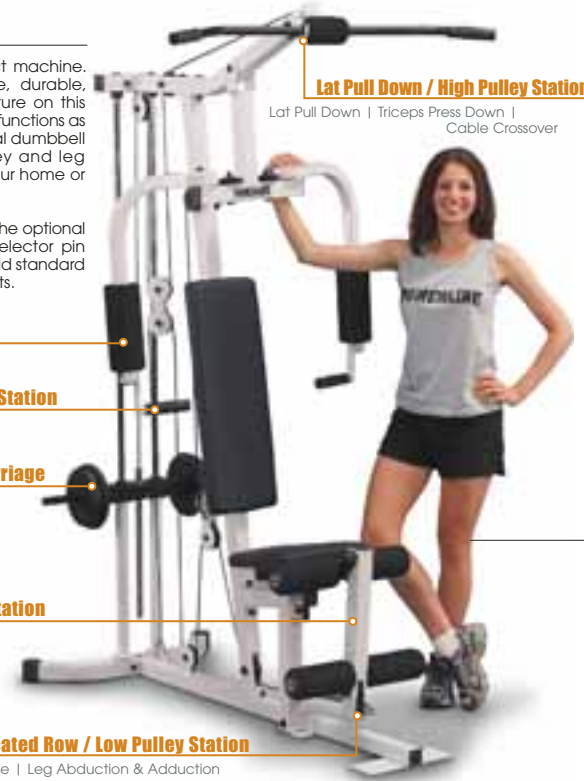 ct machine.
e, durable,
ture on this
functions as
al dumbbell
ey and leg
ur home or
he optional
elector pin
ld standard
ts.
Lat Pull Down / High Pulley Station
Lat Pull Down | Triceps Press Down |
Cable Crossover
POWERLINE
Station
riage
tation
ated Row / Low Pulley Station
e | Leg Abduction & Adduction